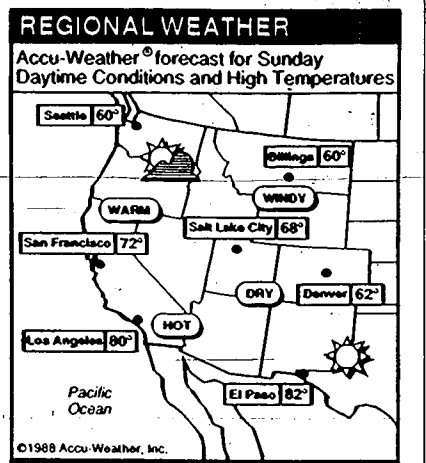 REGIONAL WEATHER
Accu-Weather® forecast for Sunday
Daytime Conditions and High Temperatures
Seattle 60°
Billings 60°
WINDY
WARM
Salt Lake City 68°
San Francisco 72°
DRY
Denver 62°
HOT
Los Angeles 80°
El Paso 82°
Pacific
Ocean
©1988 Accu-Weather, Inc.